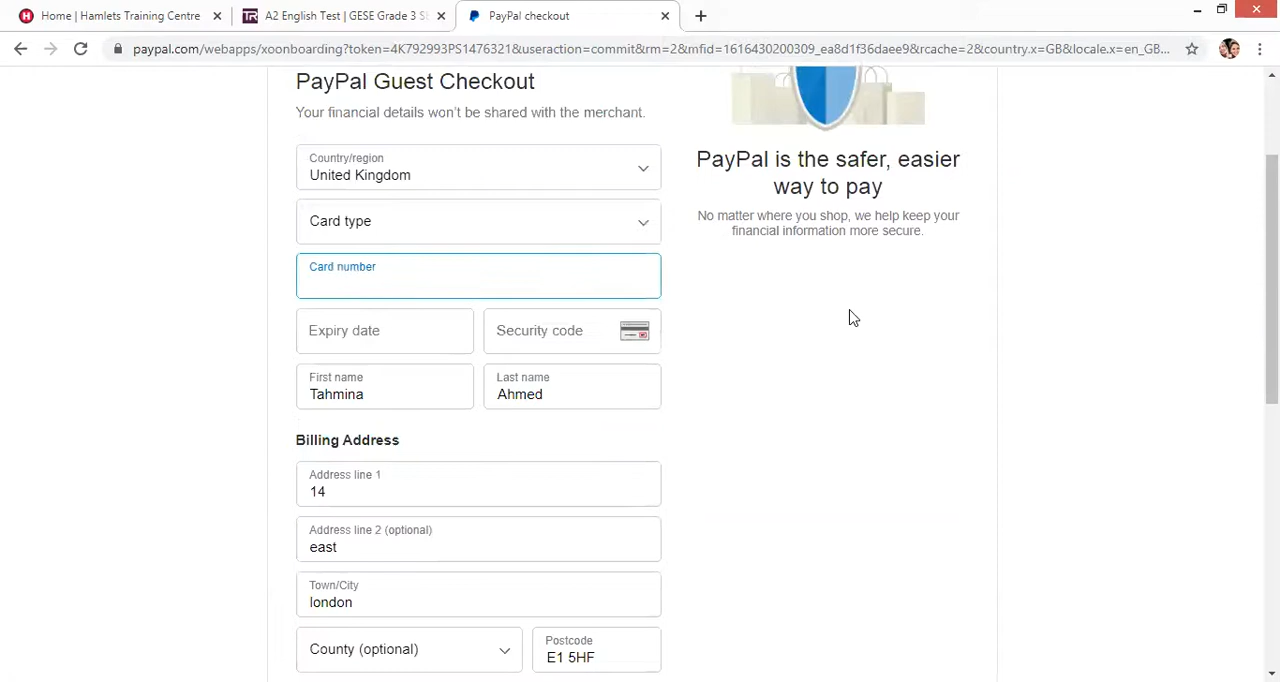 Home | Hamlets Training Centre
A2 English Test | GESE Grade 3 S
PayPal checkout
paypal.com/webapps/xoonboarding?token=4K792993PS1476321&useraction=commit&rm=2&mfid=1616430200309_ea8d1f36daee9&rcache=2&country.x=GB&locale.x=en_GB...
PayPal Guest Checkout
Your financial details won't be shared with the merchant.
Country/region
United Kingdom
Card type
Card number
Expiry date
Security code
First name
Tahmina
Last name
Ahmed
Billing Address
Address line 1
14
Address line 2 (optional)
east
Town/City
london
County (optional)
Postcode
E1 5HF
PayPal is the safer, easier
way to pay
No matter where you shop, we help keep your
financial information more secure.